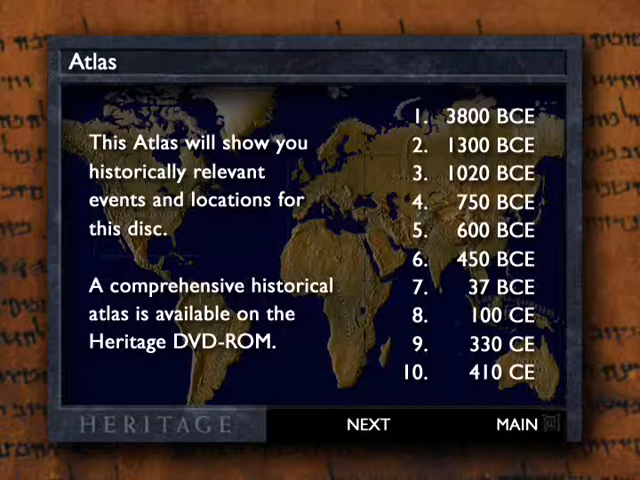 Atlas
This Atlas will show you
historically relevant
events and locations for
this disc.
A comprehensive historical
atlas is available on the
Heritage DVD-ROM.
1. 3800 BCE
2. 1300 BCE
3. 1020 BCE
4. 750 BCE
5. 600 BCE
6. 450 BCE
7. 37 BCE
8. 100 CE
9. 330 CE
10. 410 CE
HERITAGE
NEXT
MAIN